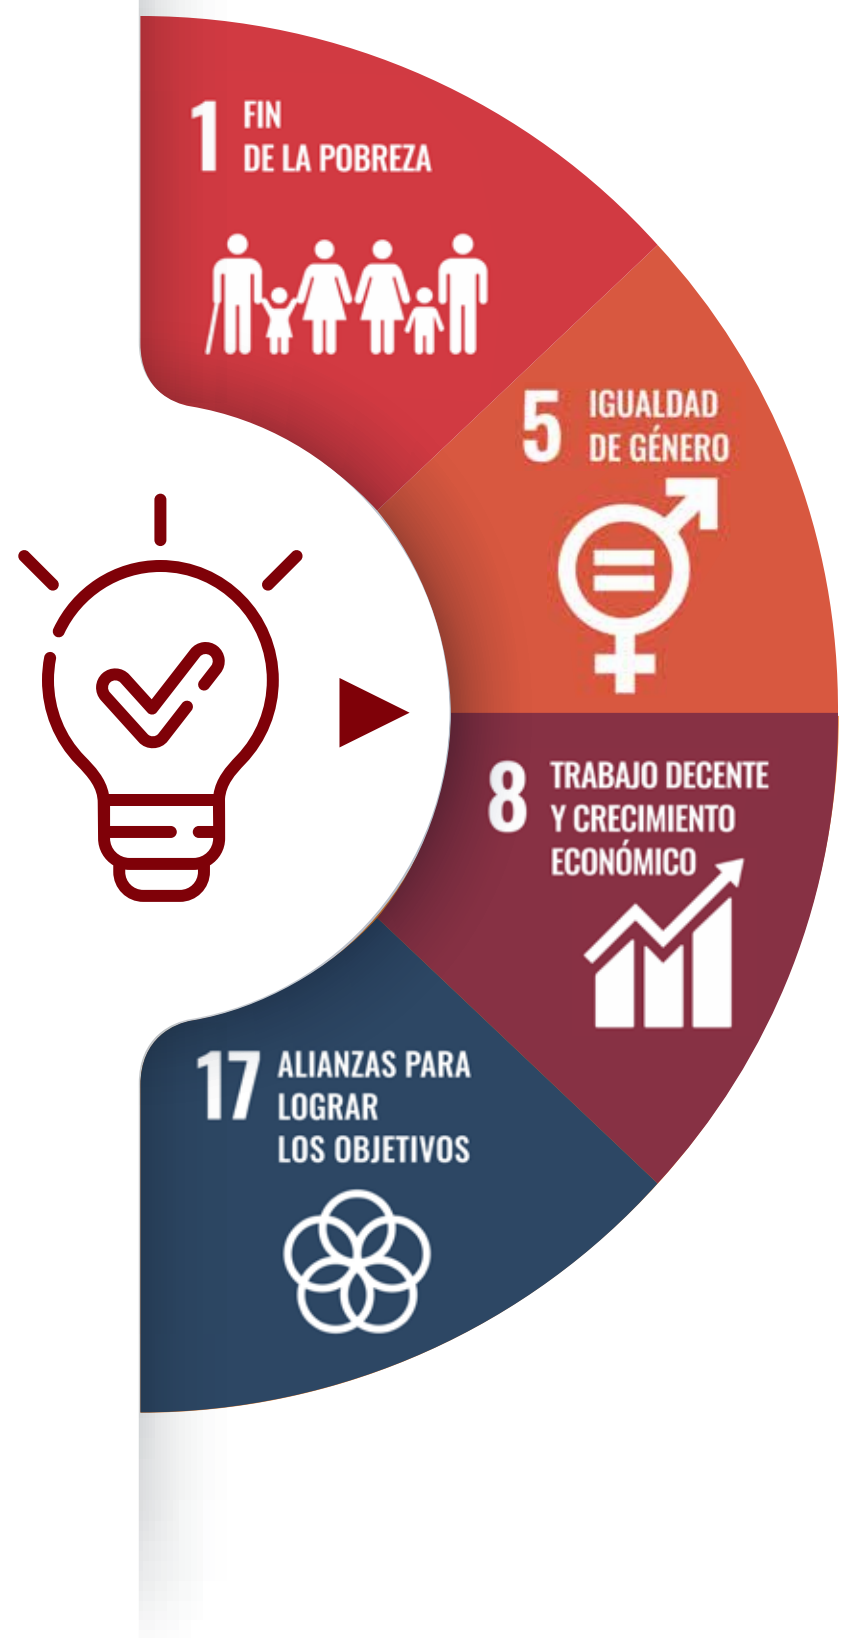 1 FIN
DE LA POBREZA
5 IGUALDAD
DE GÉNERO
8 TRABAJO DECENTE
Y CRECIMIENTO
ECONÓMICO
17 ALIANZAS PARA
LOGRAR
LOS OBJETIVOS